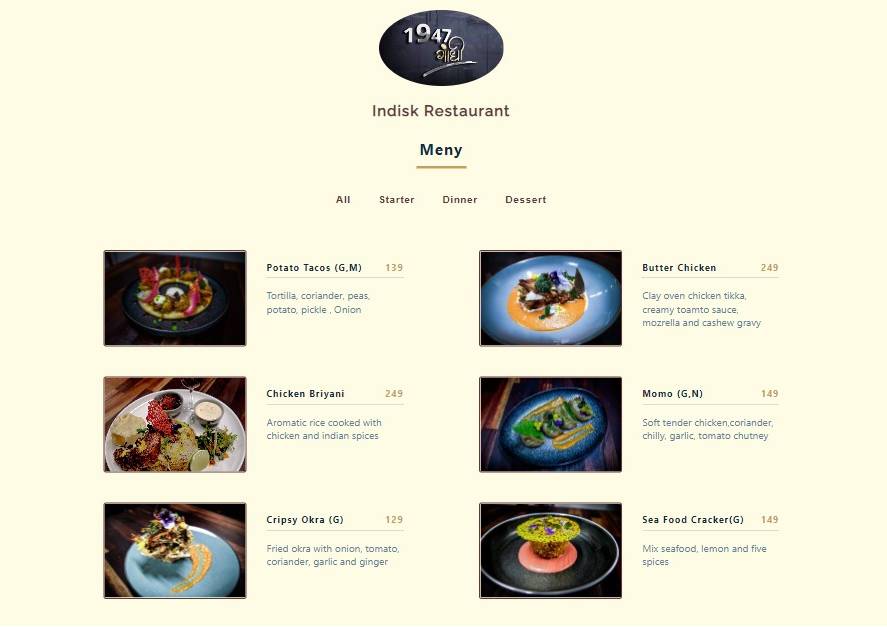 1947
ગાંધી
Indisk Restaurant
Meny
All Starter Dinner Dessert
Potato Tacos (G,M) 139
Tortilla, coriander, peas,
potato, pickle , Onion
Butter Chicken 249
Clay oven chicken tikka,
creamy toamto sauce,
mozrella and cashew gravy
Chicken Briyani 249
Aromatic rice cooked with
chicken and indian spices
Momo (G,N) 149
Soft tender chicken,coriander,
chilly, garlic, tomato chutney
Cripsy Okra (G) 129
Fried okra with onion, tomato,
coriander, garlic and ginger
Sea Food Cracker(G) 149
Mix seafood, lemon and five
spices